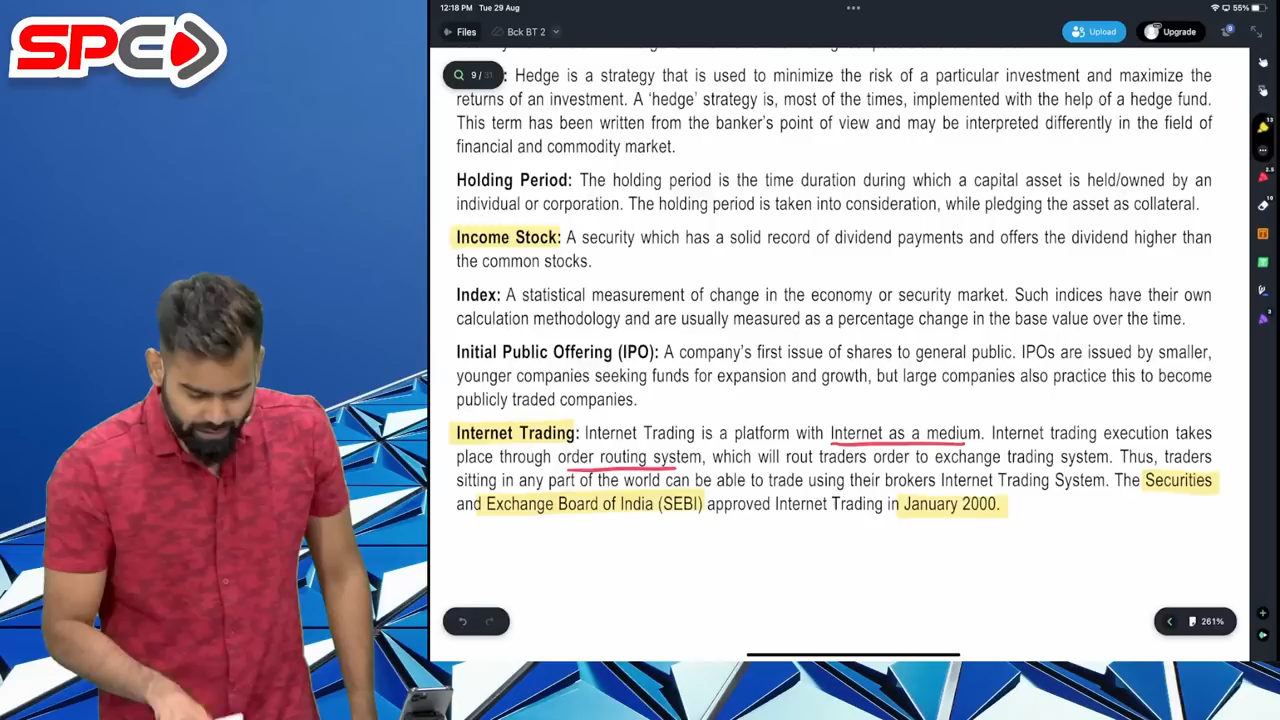 SPC
12:18 PM Tue 29 Aug
55%
Files
Bck BT 2
Upload
Upgrade
9 / 31
: Hedge is a strategy that is used to minimize the risk of a particular investment and maximize the
returns of an investment. A ‘hedge’ strategy is, most of the times, implemented with the help of a hedge fund.
This term has been written from the banker’s point of view and may be interpreted differently in the field of
financial and commodity market.
Holding Period: The holding period is the time duration during which a capital asset is held/owned by an
individual or corporation. The holding period is taken into consideration, while pledging the asset as collateral.
Income Stock: A security which has a solid record of dividend payments and offers the dividend higher than
the common stocks.
Index: A statistical measurement of change in the economy or security market. Such indices have their own
calculation methodology and are usually measured as a percentage change in the base value over the time.
Initial Public Offering (IPO): A company’s first issue of shares to general public. IPOs are issued by smaller,
younger companies seeking funds for expansion and growth, but large companies also practice this to become
publicly traded companies.
Internet Trading: Internet Trading is a platform with Internet as a medium. Internet trading execution takes
place through order routing system, which will rout traders order to exchange trading system. Thus, traders
sitting in any part of the world can be able to trade using their brokers Internet Trading System. The Securities
and Exchange Board of India (SEBI) approved Internet Trading in January 2000.
261%